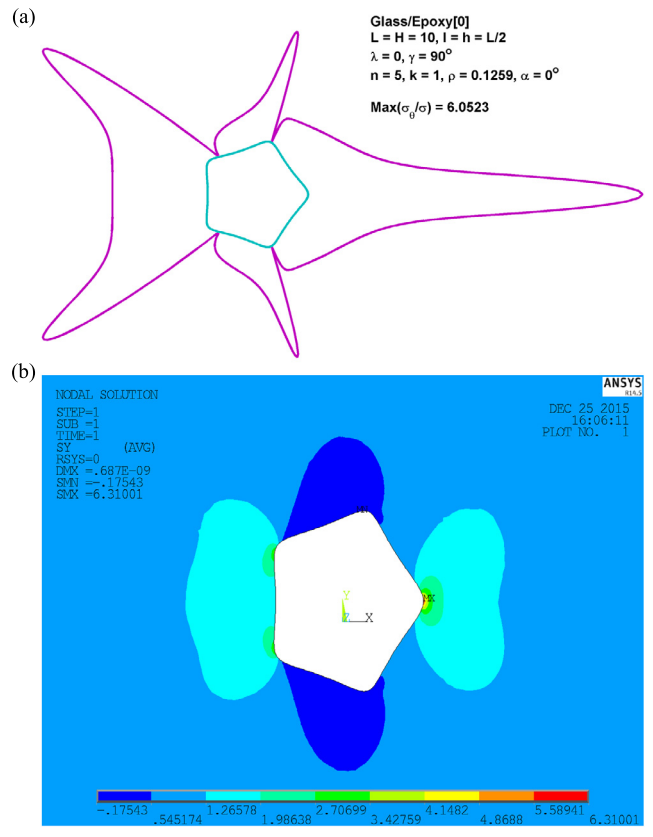 (a)
Glass/Epoxy[0]
L = H = 10, l = h = L/2
λ = 0, γ = 90°
n = 5, k = 1, ρ = 0.1259, α = 0°
Max(σθ/σ) = 6.0523
(b)
NODAL SOLUTION
STEP=1
SUB =1
TIME=1
SY (AVG)
RSYS=0
DMX =.687E-09
SMN =-.17543
SMX =6.31001
ANSYS
R14.5
DEC 25 2015
16:06:11
PLOT NO. 1
MX
Y
Z X
-.17543 1.26578 2.70699 4.1482 5.58941
.545174 1.98638 3.42759 4.8688 6.31001